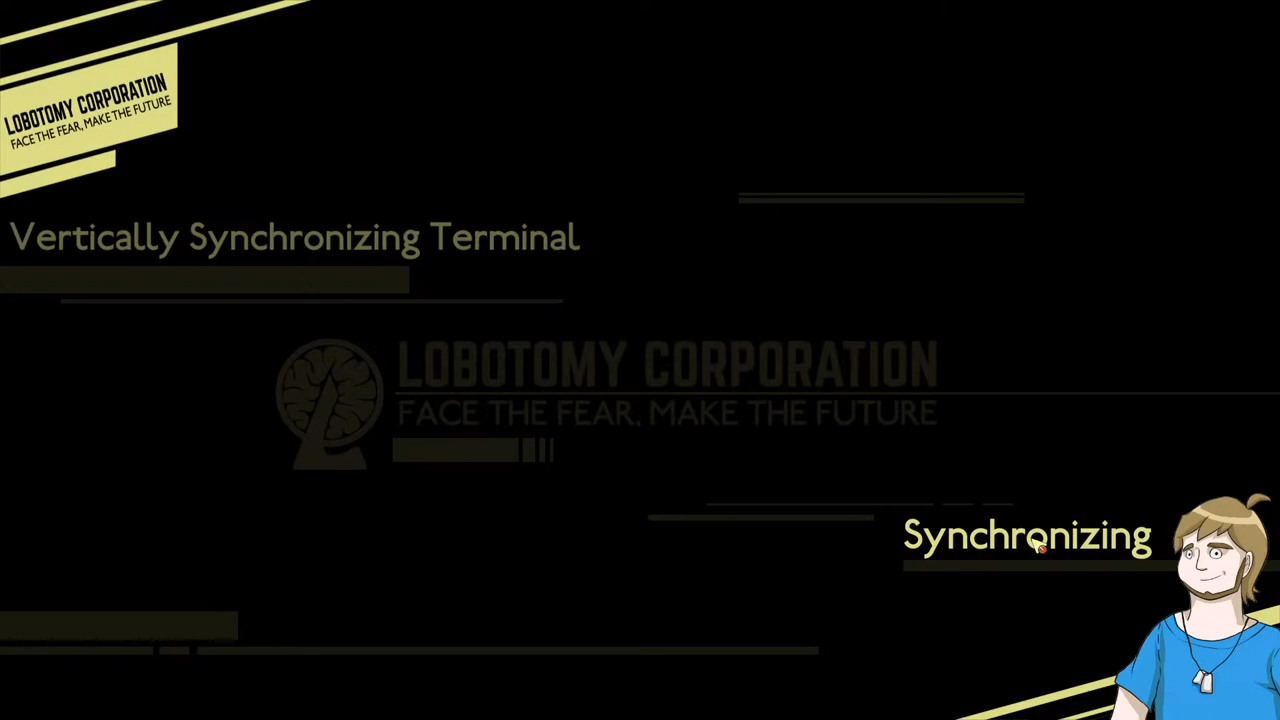 LOBOTOMY CORPORATION
FACE THE FEAR, MAKE THE FUTURE
Vertically Synchronizing Terminal
LOBOTOMY CORPORATION
FACE THE FEAR, MAKE THE FUTURE
Synchronizing